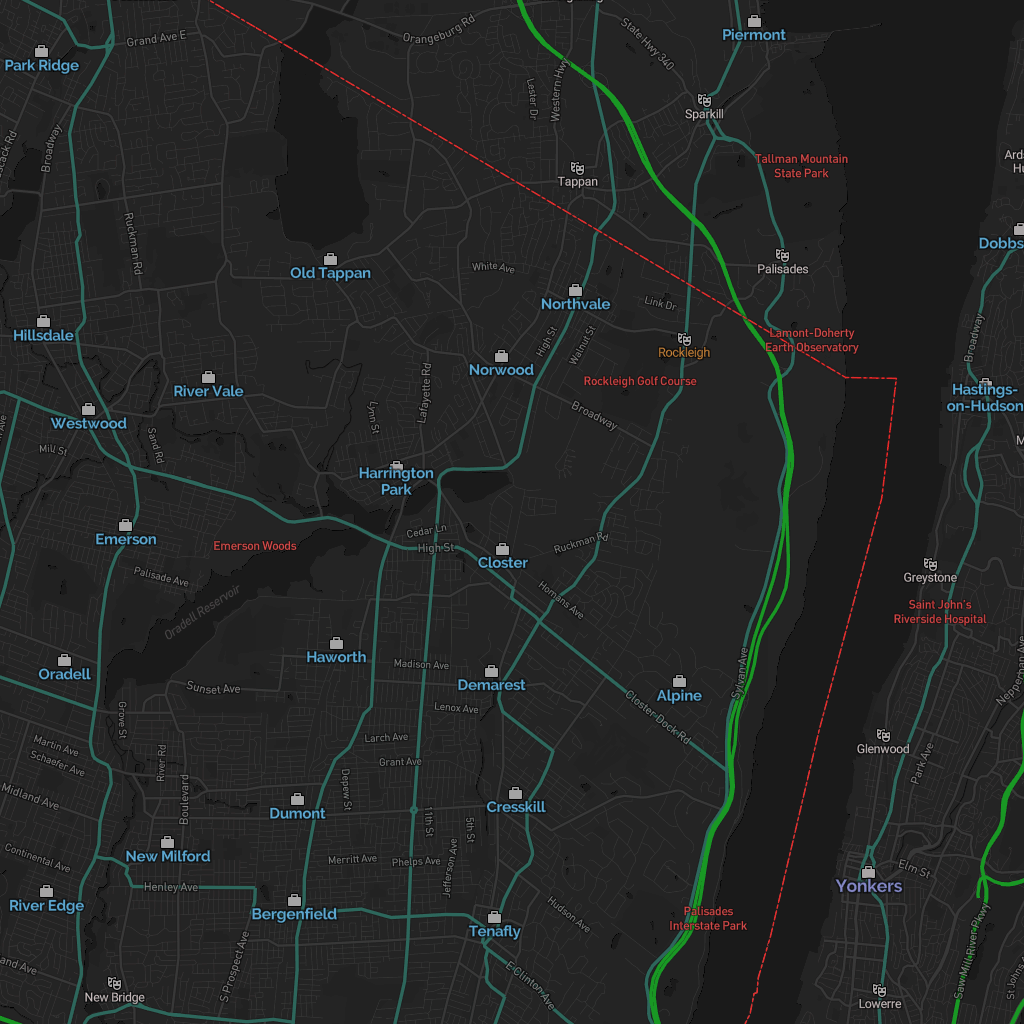 Orangeburg Rd
State Hwy 340
Piermont
Grand Ave E
Park Ridge
Lester Dr
Western Hwy
Sparkill
Broadway
Tallman Mountain
State Park
Tappan
Ruckman Rd
Dobbs
Palisades
White Ave
Old Tappan
Northvale
Link Dr
Hillsdale
High St
Walnut St
Lamont-Doherty
Earth Observatory
Broadway
Rockleigh
Norwood
Rockleigh Golf Course
River Vale
Lafayette Rd
Hastings-
on-Hudson
Westwood
Lynn St
Broadway
Sand Rd
Mill St
Harrington
Park
Emerson
Cedar Ln
Ruckman Rd
Emerson Woods
High St
Closter
Palisade Ave
Greystone
Homans Ave
Oradell Reservoir
Saint John's
Riverside Hospital
Haworth
Madison Ave
Oradell
Demarest
Sylvan Ave
Nepperhan Ave
Sunset Ave
Alpine
Lenox Ave
Closter Dock Rd
Grove St
Larch Ave
Glenwood
Martin Ave
Schaefer Ave
River Rd
Grant Ave
Park Ave
Boulevard
Depew St
Midland Ave
Dumont
Cresskill
11th St
5th St
New Milford
Continental Ave
Merritt Ave
Phelps Ave
Jefferson Ave
Elm St
Henley Ave
Yonkers
River Edge
Bergenfield
Hudson Ave
Palisades
Interstate Park
Tenafly
S Prospect Ave
Saw Mill River Pkwy
E Clinton Ave
New Bridge
Lowerre